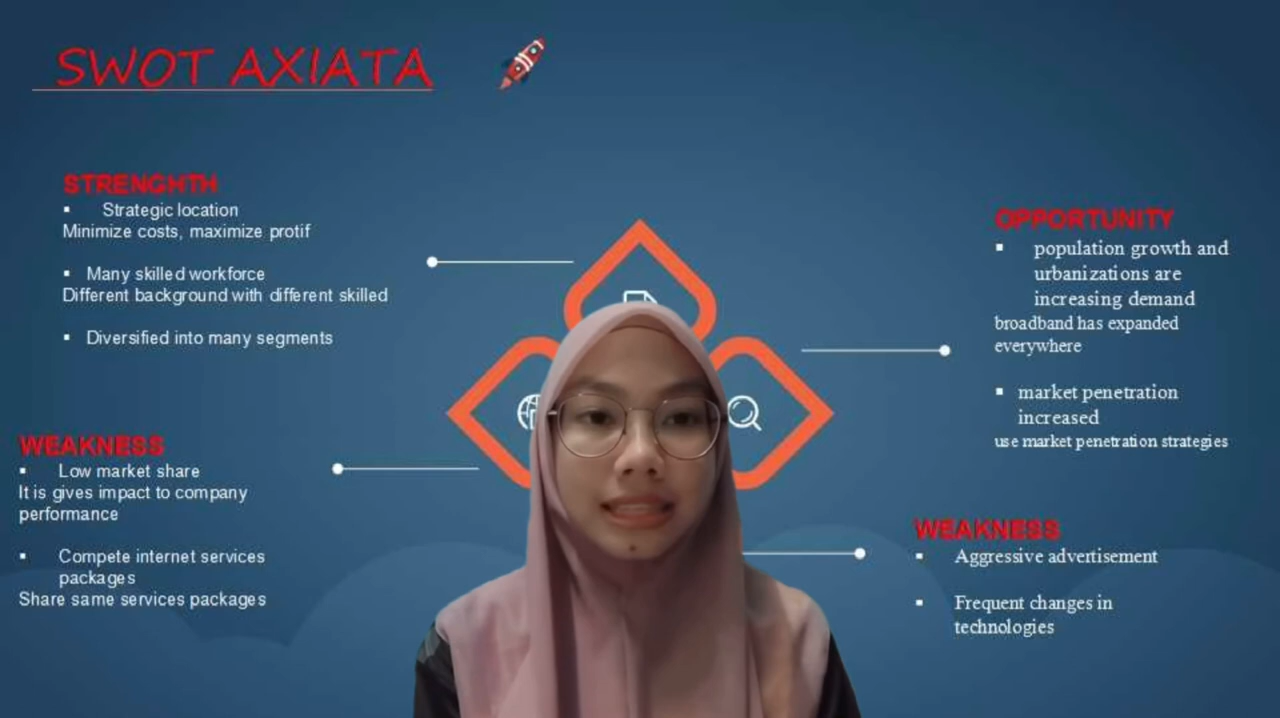 SWOT AXIATA
STRENGHTH
▪ Strategic location
Minimize costs, maximize protif
▪ Many skilled workforce
Different background with different skilled
▪ Diversified into many segments
WEAKNESS
▪ Low market share
It is gives impact to company
performance
▪ Compete internet services
packages
Share same services packages
OPPORTUNITY
▪ population growth and
urbanizations are
increasing demand
broadband has expanded
everywhere
▪ market penetration
increased
use market penetration strategies
WEAKNESS
▪ Aggressive advertisement
▪ Frequent changes in
technologies